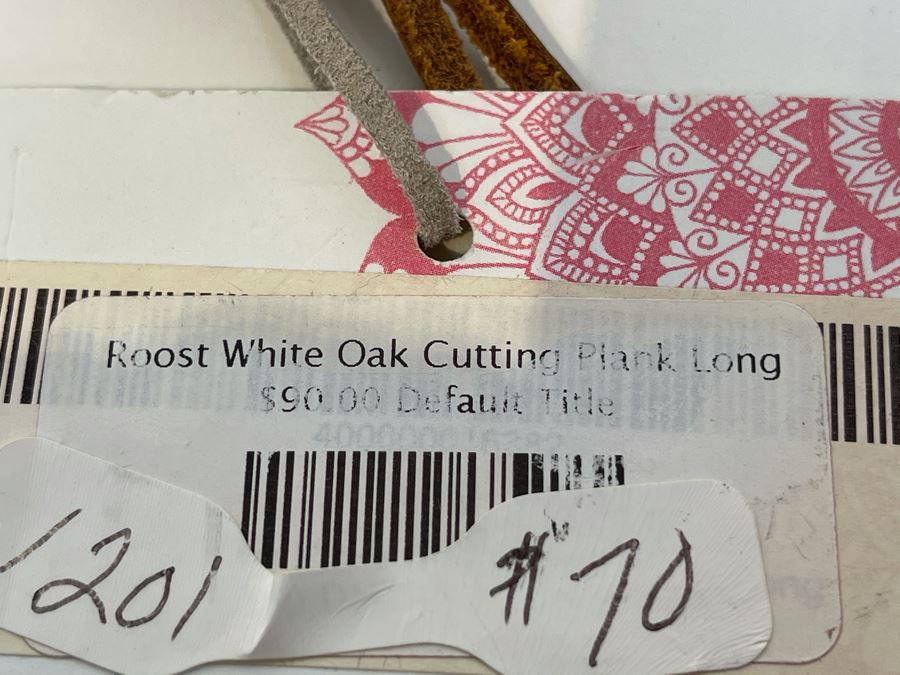 Roost White Oak Cutting Plank Long
$90.00 Default Title
1201
#70